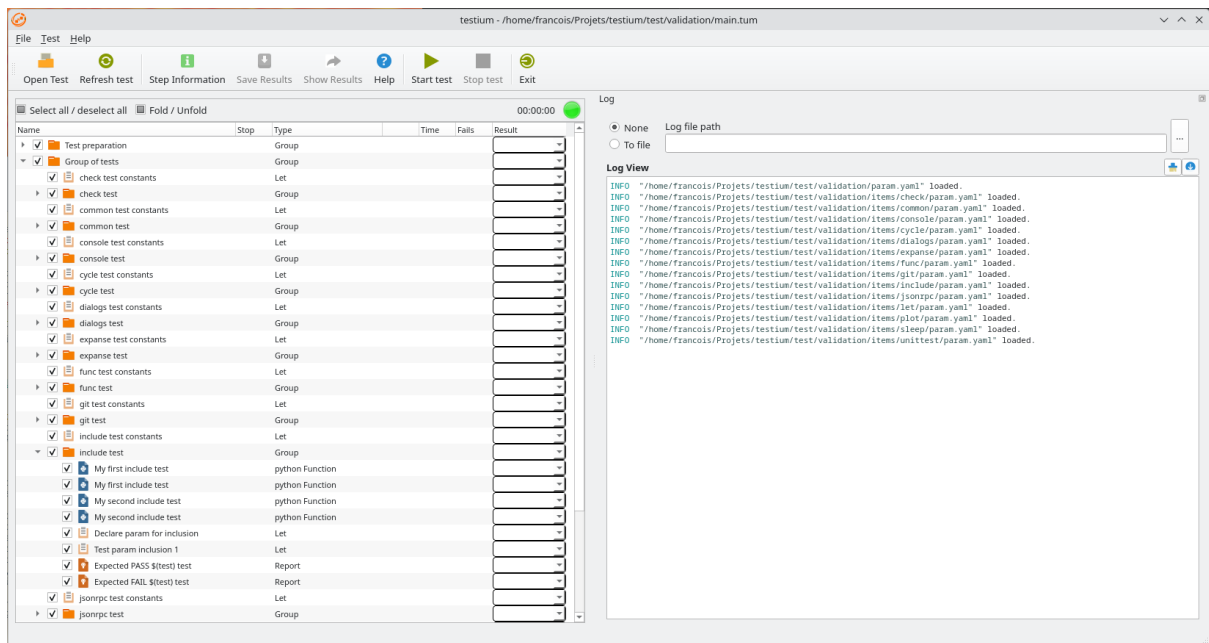 testium - /home/francois/Projets/testium/test/validation/main.tum
File Test Help
Open Test Refresh test Step Information Save Results Show Results Help Start test Stop test Exit
Select all / deselect all Fold / Unfold 00:00:00
Name Stop Type Time Fails Result
Test preparation Group
Group of tests Group
check test constants Let
check test Group
common test constants Let
common test Group
console test constants Let
console test Group
cycle test constants Let
cycle test Group
dialogs test constants Let
dialogs test Group
expanse test constants Let
expanse test Group
func test constants Let
func test Group
git test constants Let
git test Group
include test constants Let
include test Group
My first include test python Function
My first include test python Function
My second include test python Function
My second include test python Function
Declare param for inclusion Let
Test param inclusion 1 Let
Expected PASS $(test) test Report
Expected FAIL $(test) test Report
jsonrpc test constants Let
jsonrpc test Group
Log
None Log file path
To file ...
Log View
INFO "/home/francois/Projets/testium/test/validation/param.yaml" loaded.
INFO "/home/francois/Projets/testium/test/validation/items/check/param.yaml" loaded.
INFO "/home/francois/Projets/testium/test/validation/items/common/param.yaml" loaded.
INFO "/home/francois/Projets/testium/test/validation/items/console/param.yaml" loaded.
INFO "/home/francois/Projets/testium/test/validation/items/cycle/param.yaml" loaded.
INFO "/home/francois/Projets/testium/test/validation/items/dialogs/param.yaml" loaded.
INFO "/home/francois/Projets/testium/test/validation/items/expanse/param.yaml" loaded.
INFO "/home/francois/Projets/testium/test/validation/items/func/param.yaml" loaded.
INFO "/home/francois/Projets/testium/test/validation/items/git/param.yaml" loaded.
INFO "/home/francois/Projets/testium/test/validation/items/include/param.yaml" loaded.
INFO "/home/francois/Projets/testium/test/validation/items/jsonrpc/param.yaml" loaded.
INFO "/home/francois/Projets/testium/test/validation/items/let/param.yaml" loaded.
INFO "/home/francois/Projets/testium/test/validation/items/plot/param.yaml" loaded.
INFO "/home/francois/Projets/testium/test/validation/items/sleep/param.yaml" loaded.
INFO "/home/francois/Projets/testium/test/validation/items/unittest/param.yaml" loaded.